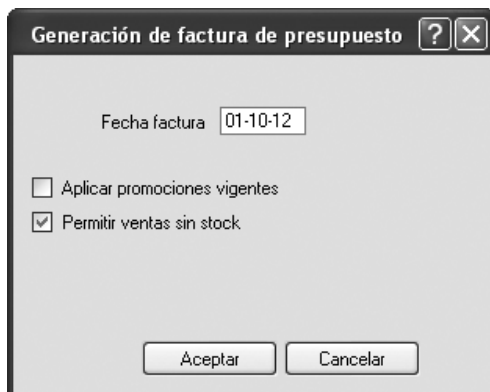 Generación de factura de presupuesto ? X
Fecha factura 01-10-12
Aplicar promociones vigentes
Permitir ventas sin stock
Aceptar Cancelar